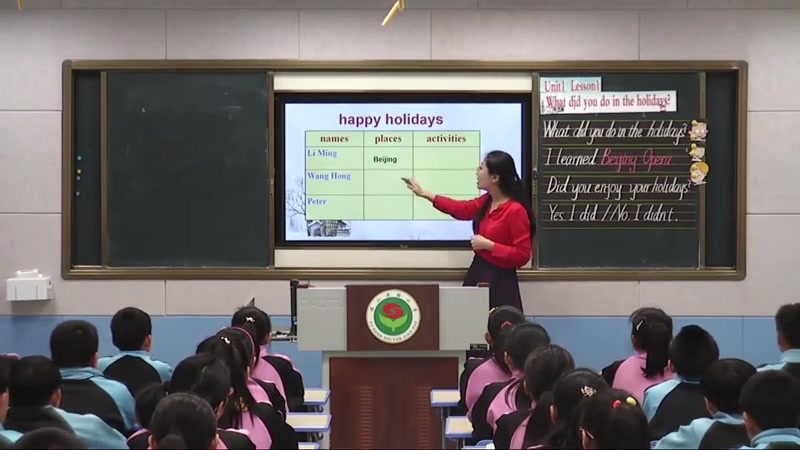 happy holidays
names places activities
Li Ming Beijing
Wang Hong
Peter
Unit1 Lesson1
What did you do in the holidays?
What did you do in the holidays?
I learned Beijing Opera
Did you enjoy your holidays?
Yes, I did / No, I didn't.